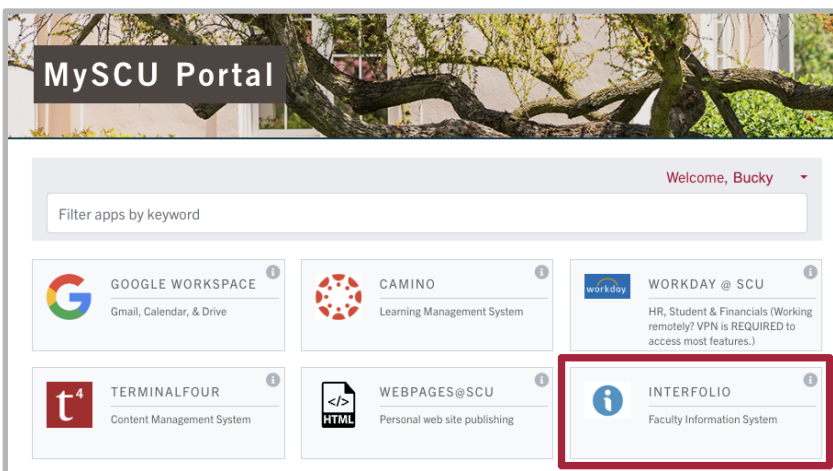 MySCU Portal
Welcome, Bucky
Filter apps by keyword
GOOGLE WORKSPACE
Gmail, Calendar, & Drive
CAMINO
Learning Management System
workday
WORKDAY @ SCU
HR, Student & Financials (Working
remotely? VPN is REQUIRED to
access most features.)
t4
TERMINALFOUR
Content Management System
</>
HTML
WEBPAGES@SCU
Personal web site publishing
INTERFOLIO
Faculty Information System